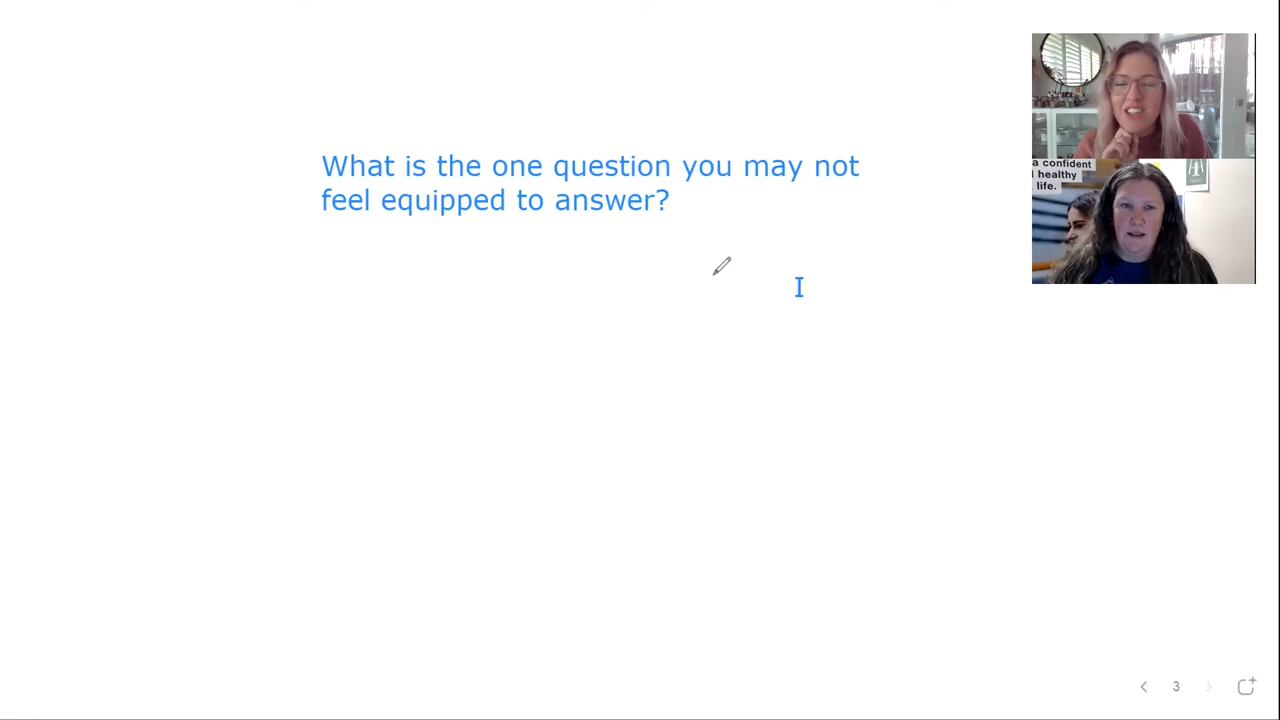 What is the one question you may not
feel equipped to answer?
a confident
healthy
life.
3